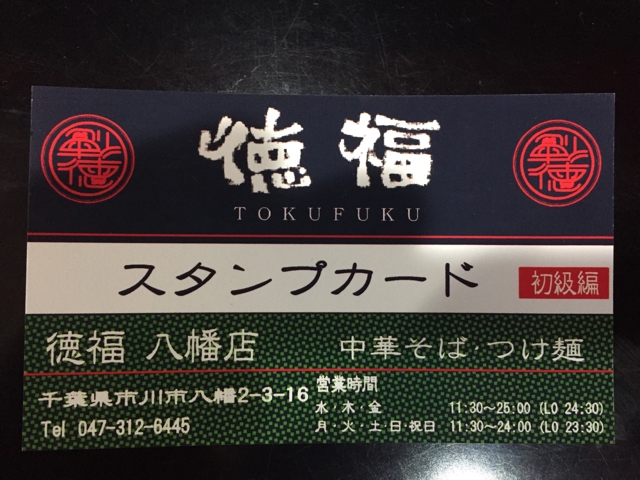 徳福
TOKUFUKU
スタンプカード 初級編
徳福 八幡店 中華そば・つけ麺
千葉県市川市八幡2-3-16
Tel 047-312-6445
営業時間
水・木・金 11:30~25:00 (LO 24:30)
月・火・土・日・祝日 11:30~24:00 (LO 23:30)